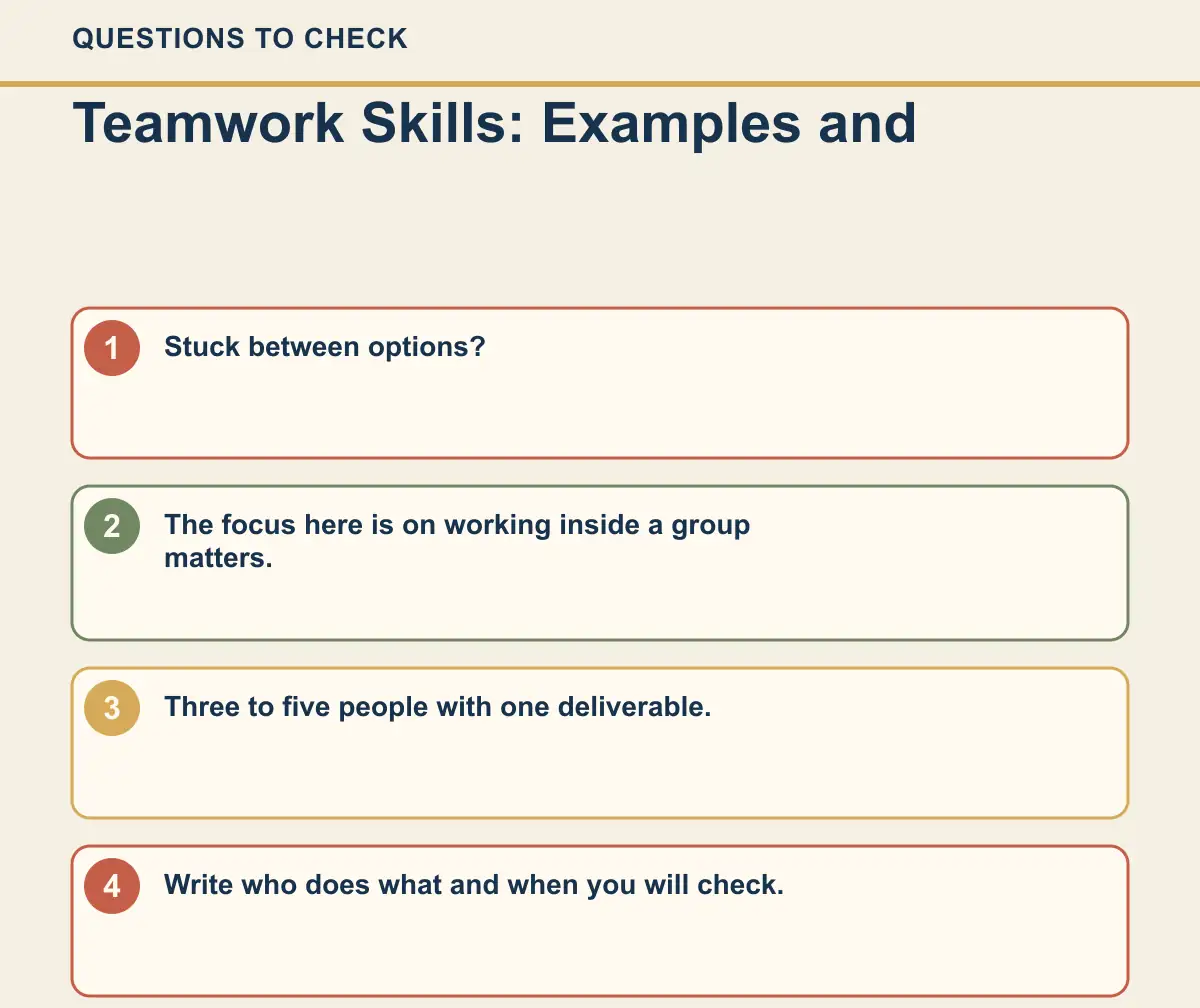 QUESTIONS TO CHECK
Teamwork Skills: Examples and
1 Stuck between options?
2 The focus here is on working inside a group
matters.
3 Three to five people with one deliverable.
4 Write who does what and when you will check.